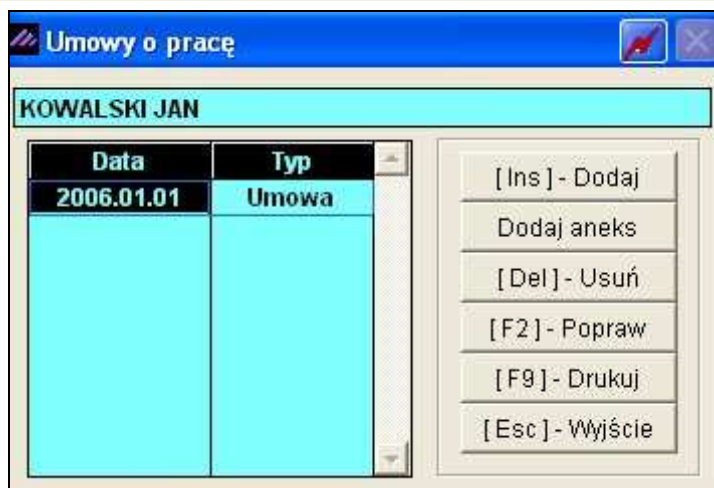 Umowy o pracę
KOWALSKI JAN
Data Typ
2006.01.01 Umowa
[Ins] - Dodaj
Dodaj aneks
[Del] - Usuń
[F2] - Popraw
[F9] - Drukuj
[Esc] - Wyjście